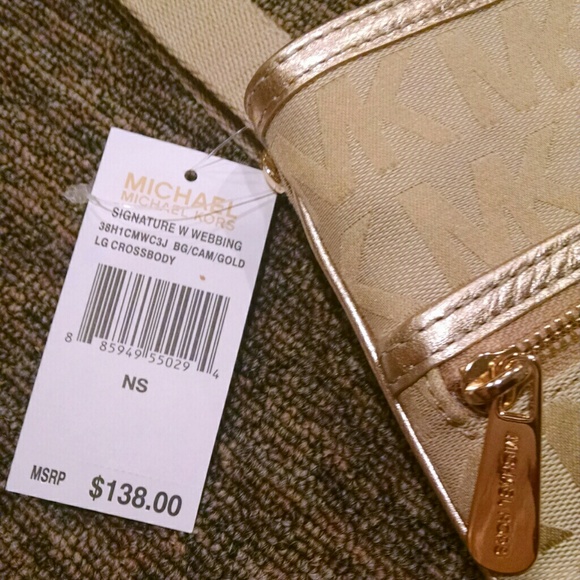 MICHAEL
MICHAEL KORS
SIGNATURE W WEBBING
38H1CMWC3J BG/CAM/GOLD
LG CROSSBODY
8 85949 55029 4
NS
MSRP $138.00
MICHAEL KORS